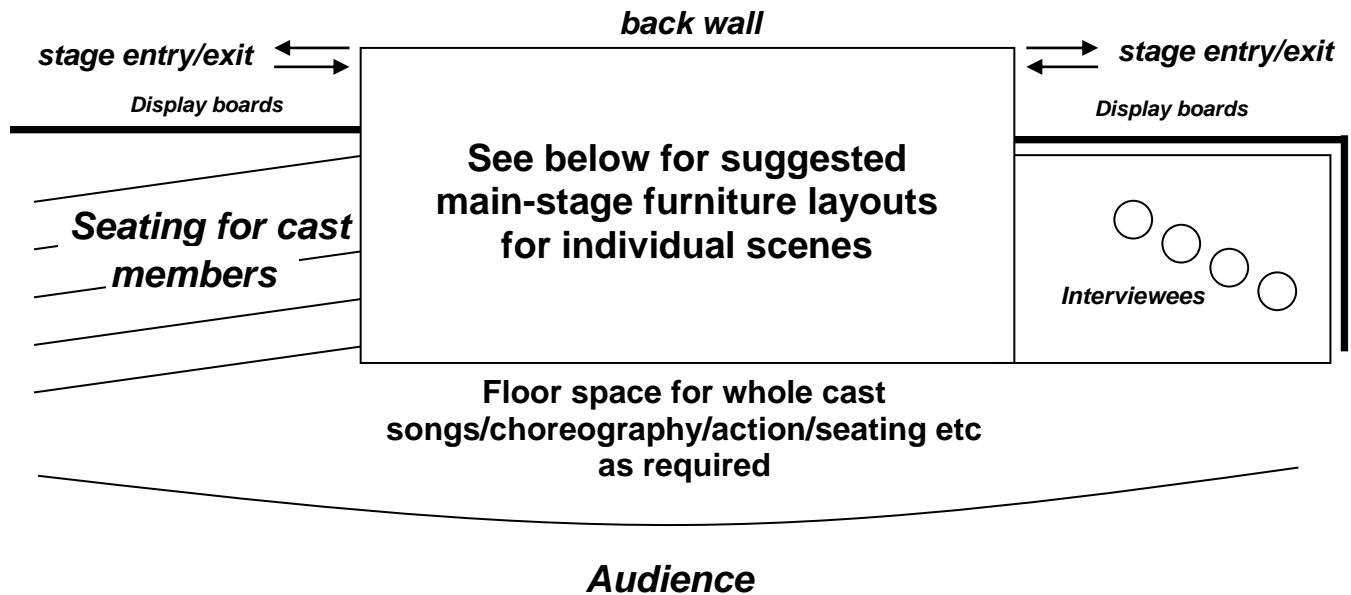 back wall
stage entry/exit
stage entry/exit
Display boards
Display boards
See below for suggested
main-stage furniture layouts
for individual scenes
Seating for cast
members
Interviewees
Floor space for whole cast
songs/choreography/action/seating etc
as required
Audience